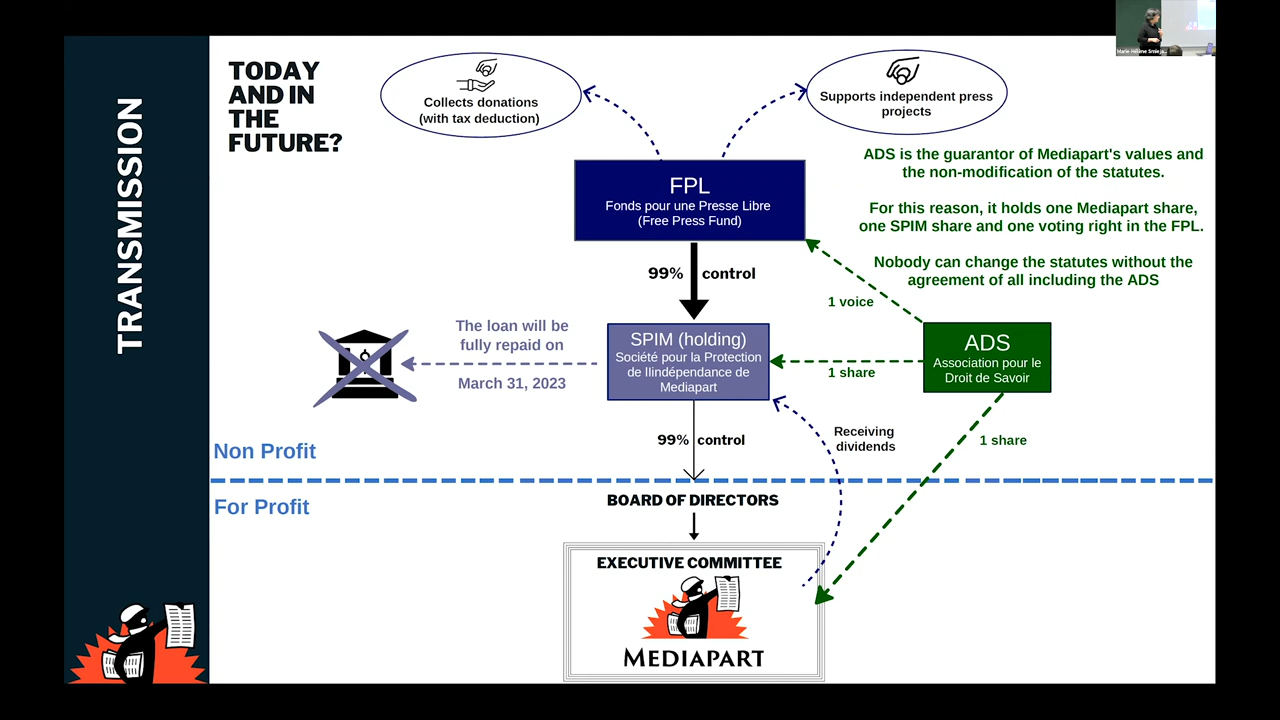 TRANSMISSION
TODAY
AND IN
THE
FUTURE?
Collects donations
(with tax deduction)
Supports independent press
projects
FPL
Fonds pour une Presse Libre
(Free Press Fund)
ADS is the guarantor of Mediapart's values and
the non-modification of the statutes.
For this reason, it holds one Mediapart share,
one SPIM share and one voting right in the FPL.
Nobody can change the statutes without the
agreement of all including the ADS
99% control
1 voice
The loan will be
fully repaid on
March 31, 2023
SPIM (holding)
Société pour la Protection
de lIindépendance de
Mediapart
1 share
ADS
Association pour le
Droit de Savoir
99% control
Receiving
dividends
1 share
Non Profit
For Profit
BOARD OF DIRECTORS
EXECUTIVE COMMITTEE
MEDIAPART